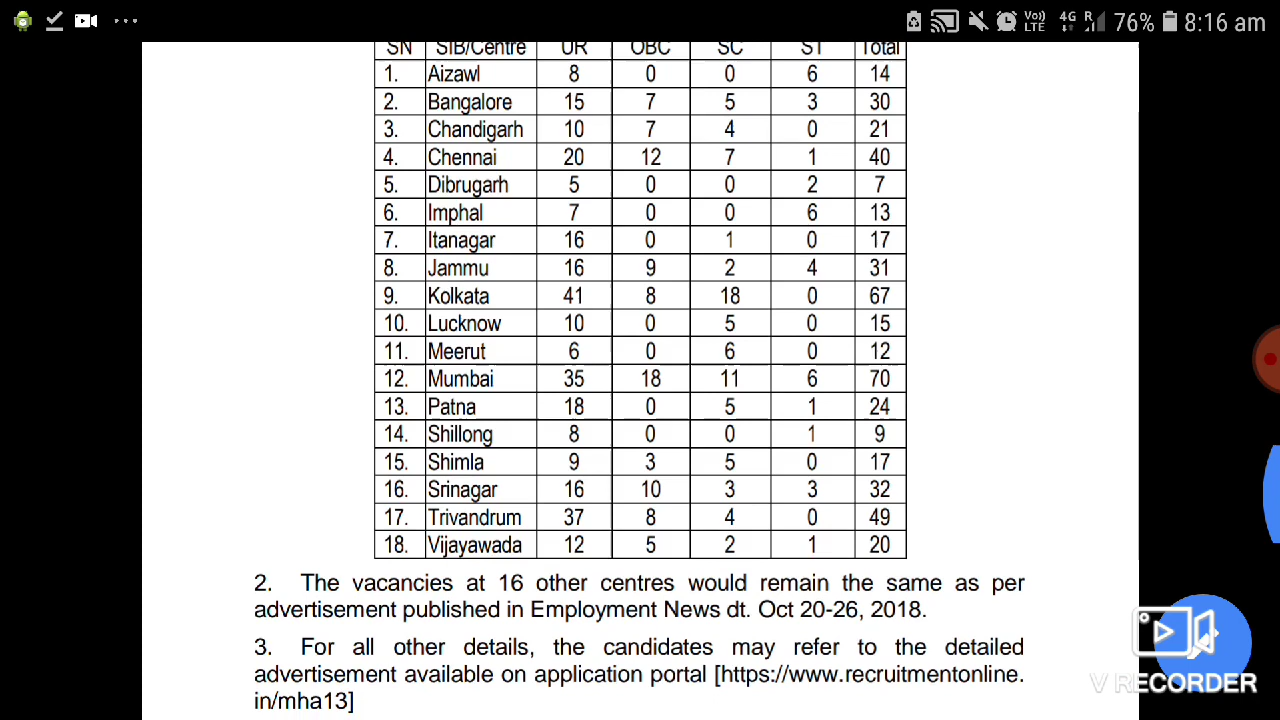 Vo)) 4G R 76% 8:16 am
LTE
SN SIB/Centre UR OBC SC ST Total
1. Aizawl 8 0 0 6 14
2. Bangalore 15 7 5 3 30
3. Chandigarh 10 7 4 0 21
4. Chennai 20 12 7 1 40
5. Dibrugarh 5 0 0 2 7
6. Imphal 7 0 0 6 13
7. Itanagar 16 0 1 0 17
8. Jammu 16 9 2 4 31
9. Kolkata 41 8 18 0 67
10. Lucknow 10 0 5 0 15
11. Meerut 6 0 6 0 12
12. Mumbai 35 18 11 6 70
13. Patna 18 0 5 1 24
14. Shillong 8 0 0 1 9
15. Shimla 9 3 5 0 17
16. Srinagar 16 10 3 3 32
17. Trivandrum 37 8 4 0 49
18. Vijayawada 12 5 2 1 20
2. The vacancies at 16 other centres would remain the same as per
advertisement published in Employment News dt. Oct 20-26, 2018.
3. For all other details, the candidates may refer to the detailed
advertisement available on application portal [https://www.recruitmentonline.
in/mha13]
V RECORDER